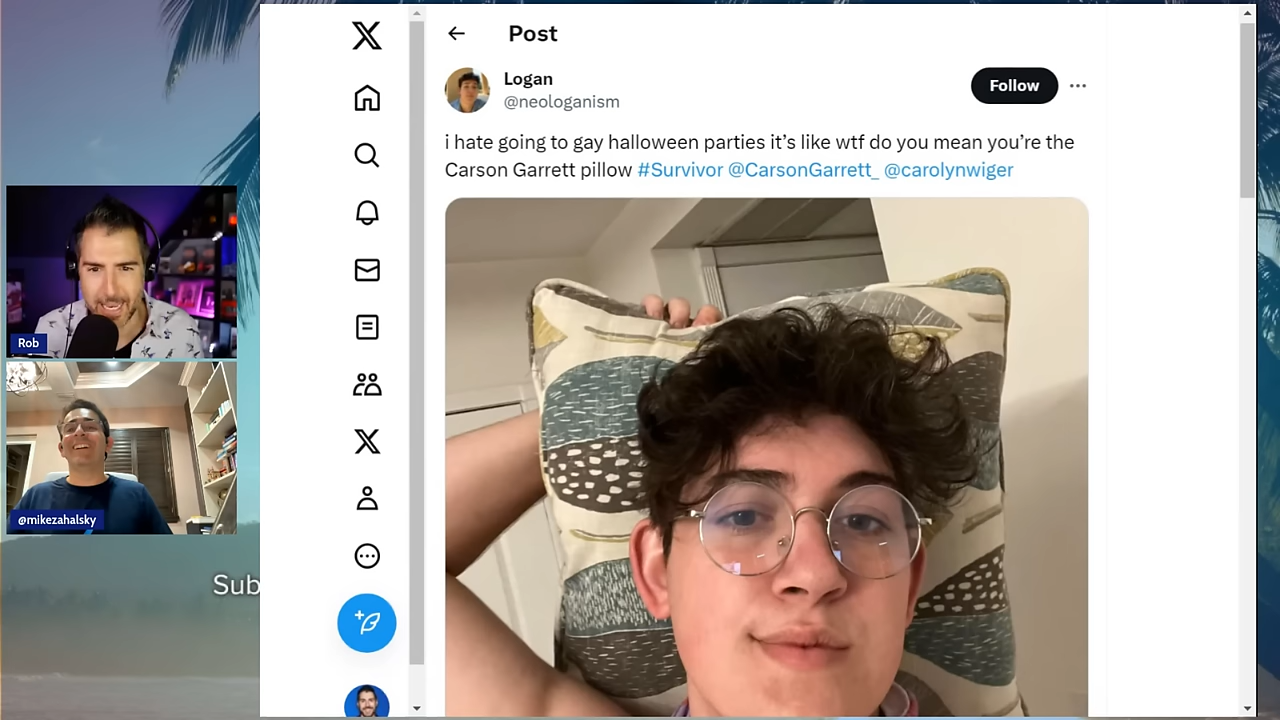 Post
Logan
@neologanism
Follow
i hate going to gay halloween parties it’s like wtf do you mean you’re the
Carson Garrett pillow #Survivor @CarsonGarrett_ @carolynwiger
Rob
@mikezahalsky
Sub